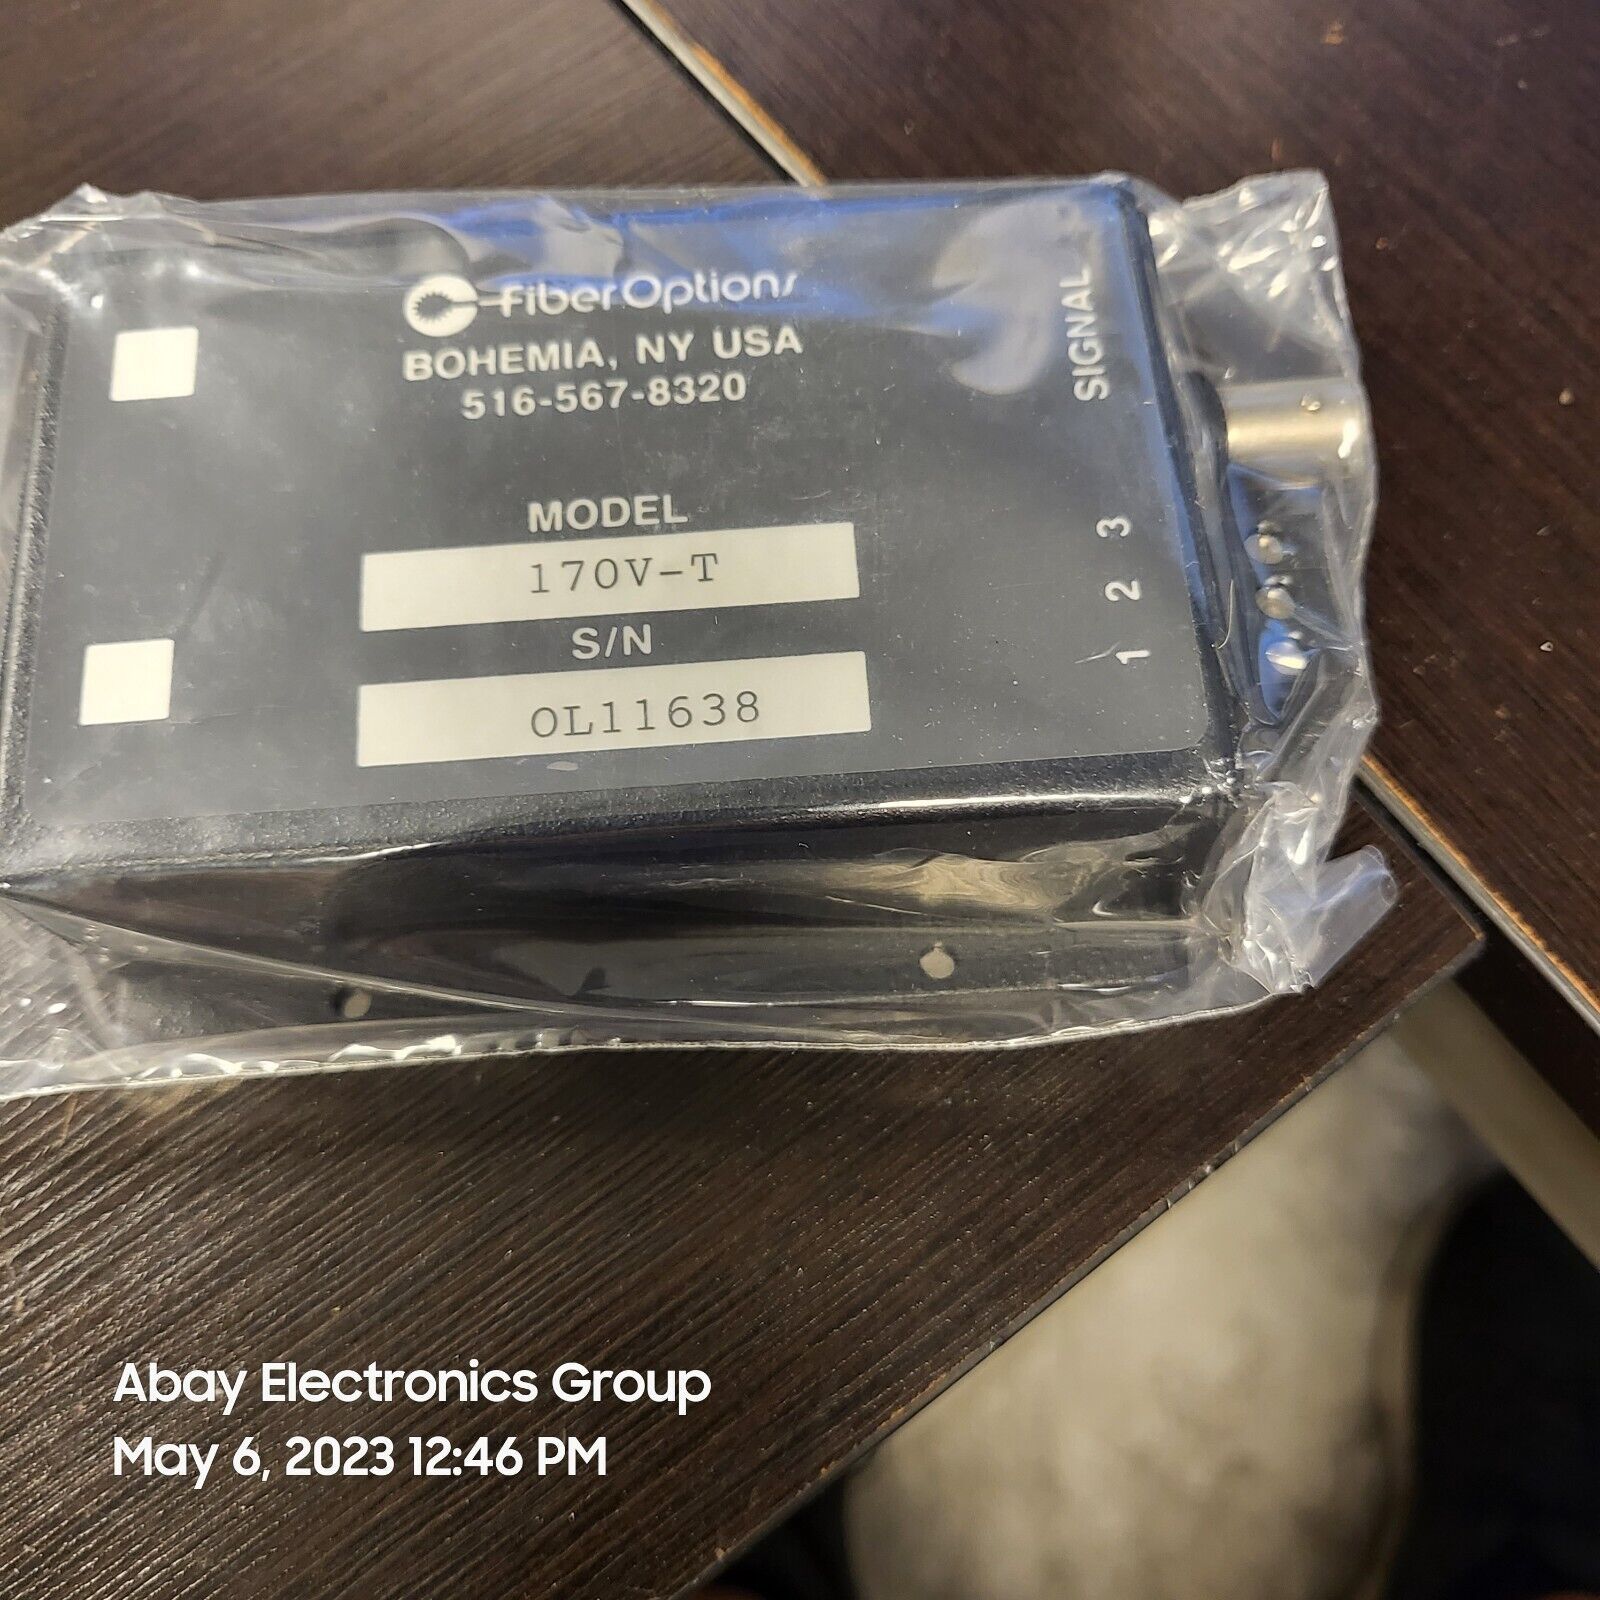 FiberOptions
BOHEMIA, NY USA
516-567-8320
SIGNAL
MODEL
170V-T
S/N
OL11638
3
2
1
Abay Electronics Group
May 6, 2023 12:46 PM